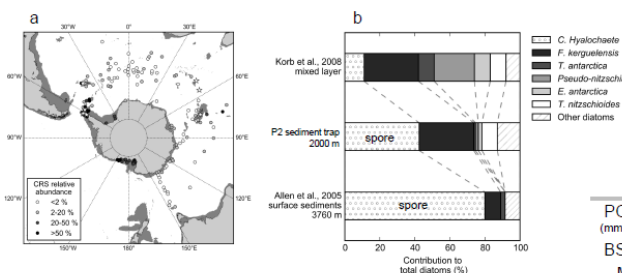 a
0°
30°W
30°E
60°W
60°E
90°W
90°E
120°W
120°E
150°W
180°
150°E
CRS relative
abundance
<2 %
2-20 %
20-50 %
>50 %
b
Korb et al., 2008
mixed layer
P2 sediment trap
2000 m
spore
Allen et al., 2005
surface sediments
3760 m
spore
0 20 40 60 80 100
Contribution to
total diatoms (%)
C. Hyalochaete
F. kerguelensis
T. antarctica
Pseudo-nitzschi
E. antarctica
T. nitzschioides
Other diatoms
PO
(mm
BS